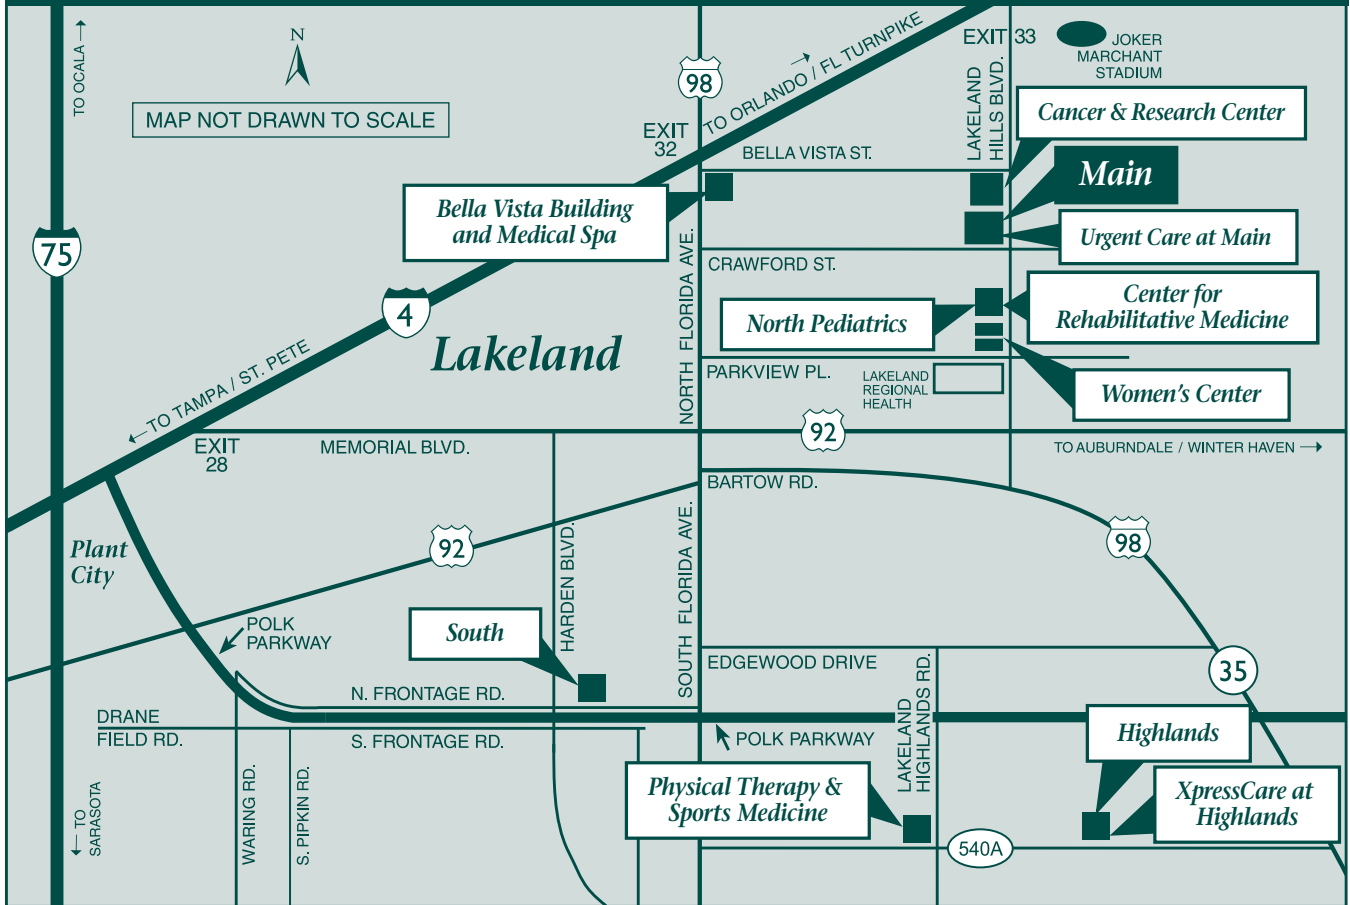 TO OCALA
N
MAP NOT DRAWN TO SCALE
98
TO ORLANDO / FL TURNPIKE
EXIT 33
JOKER
MARCHANT
STADIUM
LAKELAND
HILLS BLVD.
Cancer & Research Center
EXIT
32
BELLA VISTA ST.
Main
Bella Vista Building
and Medical Spa
75
Urgent Care at Main
CRAWFORD ST.
NORTH FLORIDA AVE.
4
Center for
Rehabilitative Medicine
North Pediatrics
Lakeland
TO TAMPA / ST. PETE
PARKVIEW PL.
LAKELAND
REGIONAL
HEALTH
Women's Center
92
EXIT
28
MEMORIAL BLVD.
TO AUBURNDALE / WINTER HAVEN
BARTOW RD.
98
Plant
City
92
HARDEN BLVD.
SOUTH FLORIDA AVE.
POLK
PARKWAY
South
EDGEWOOD DRIVE
35
N. FRONTAGE RD.
LAKELAND
HIGHLANDS RD.
DRANE
FIELD RD.
S. FRONTAGE RD.
POLK PARKWAY
Highlands
TO
SARASOTA
WARING RD.
S. PIPKIN RD.
Physical Therapy &
Sports Medicine
XpressCare at
Highlands
540A